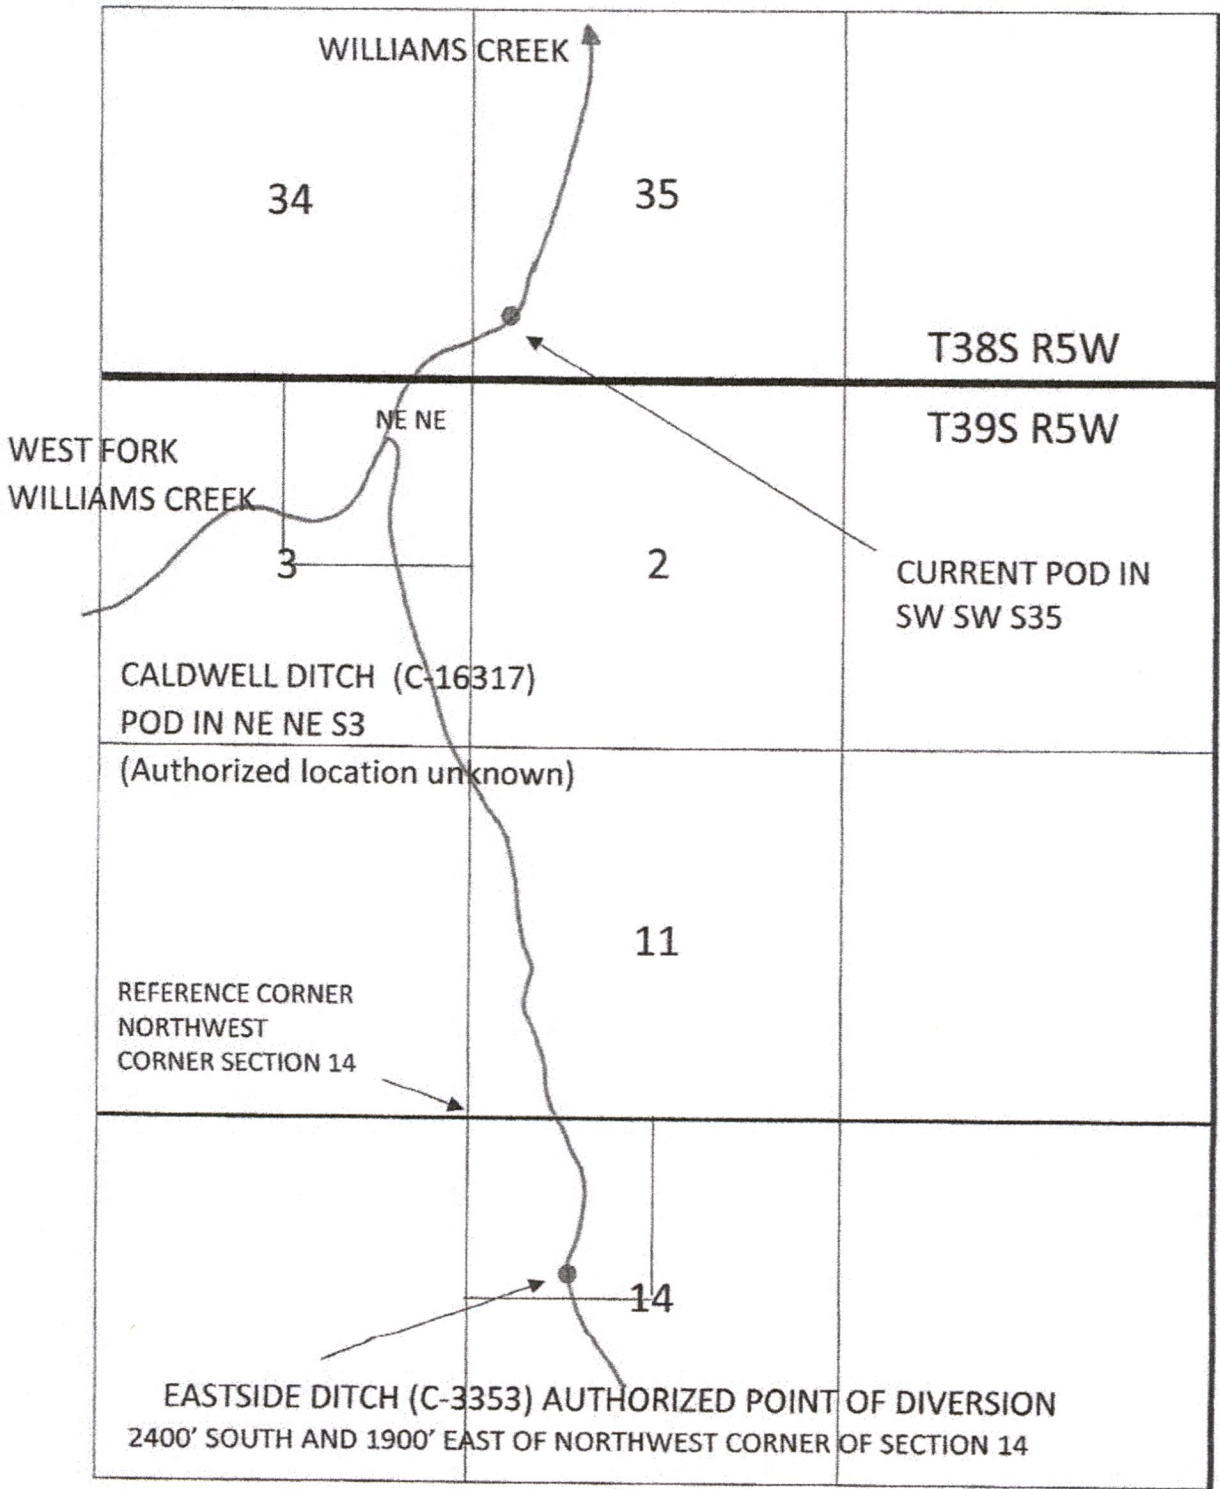 WILLIAMS CREEK
34
35
T38S R5W
NE NE
T39S R5W
WEST FORK
WILLIAMS CREEK
3
2
CURRENT POD IN
SW SW S35
CALDWELL DITCH (C-16317)
POD IN NE NE S3
(Authorized location unknown)
11
REFERENCE CORNER
NORTHWEST
CORNER SECTION 14
14
EASTSIDE DITCH (C-3353) AUTHORIZED POINT OF DIVERSION
2400' SOUTH AND 1900' EAST OF NORTHWEST CORNER OF SECTION 14